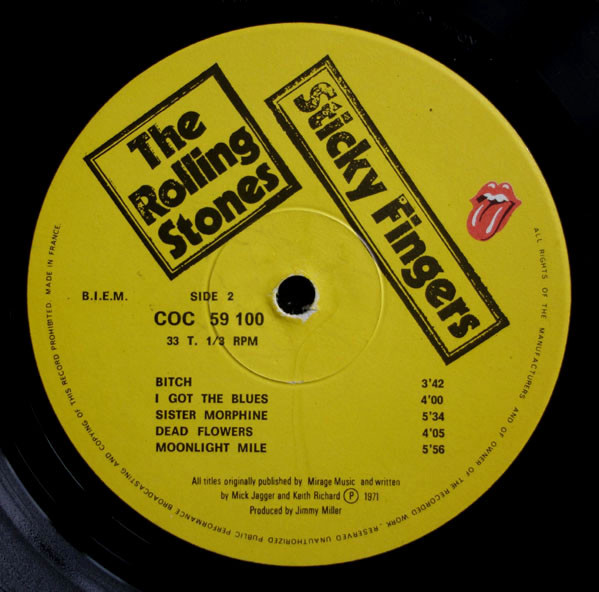 The
Rolling
Stones
Sticky Fingers
B.I.E.M.
SIDE 2
COC 59 100
33 T. 1/3 RPM
BITCH 3'42
I GOT THE BLUES 4'00
SISTER MORPHINE 5'34
DEAD FLOWERS 4'05
MOONLIGHT MILE 5'56
All titles originally published by Mirage Music and written
by Mick Jagger and Keith Richard Ⓟ 1971
Produced by Jimmy Miller
ALL RIGHTS OF THE MANUFACTURERS AND OF OWNER OF THE RECORDED WORK. RESERVED UNAUTHORIZED PUBLIC PERFORMANCE BROADCASTING AND COPYING OF THIS RECORD PROHIBITED. MADE IN FRANCE.